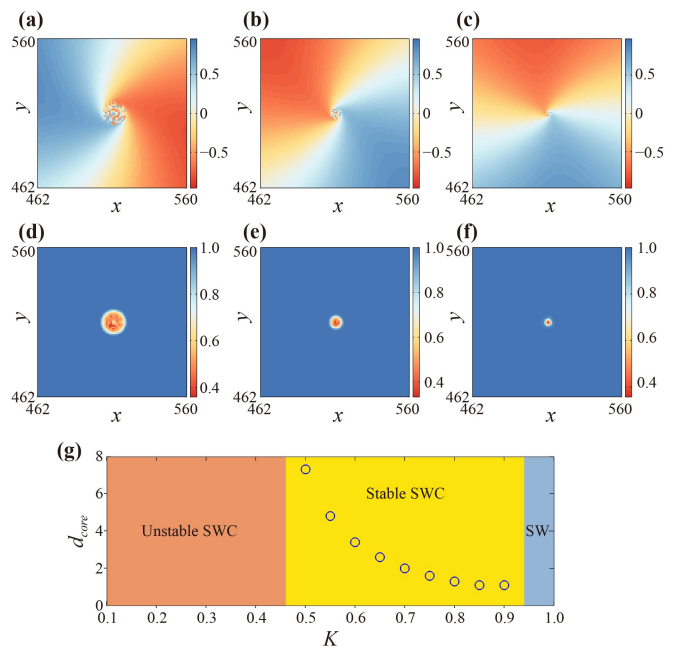 (a) (b) (c)
560 0.5 0 −0.5 462 462 560 x y
560 0.5 0 −0.5 462 462 560 x y
560 0.5 0 −0.5 462 462 560 x y
(d) (e) (f)
560 1.0 0.8 0.6 0.4 462 462 560 x y
560 1.0 0.8 0.6 0.4 462 462 560 x y
560 1.0 0.8 0.6 0.4 462 462 560 x y
(g)
8
6
4
2
0
d_core
Unstable SWC
Stable SWC
SW
0.1 0.2 0.3 0.4 0.5 0.6 0.7 0.8 0.9 1.0
K